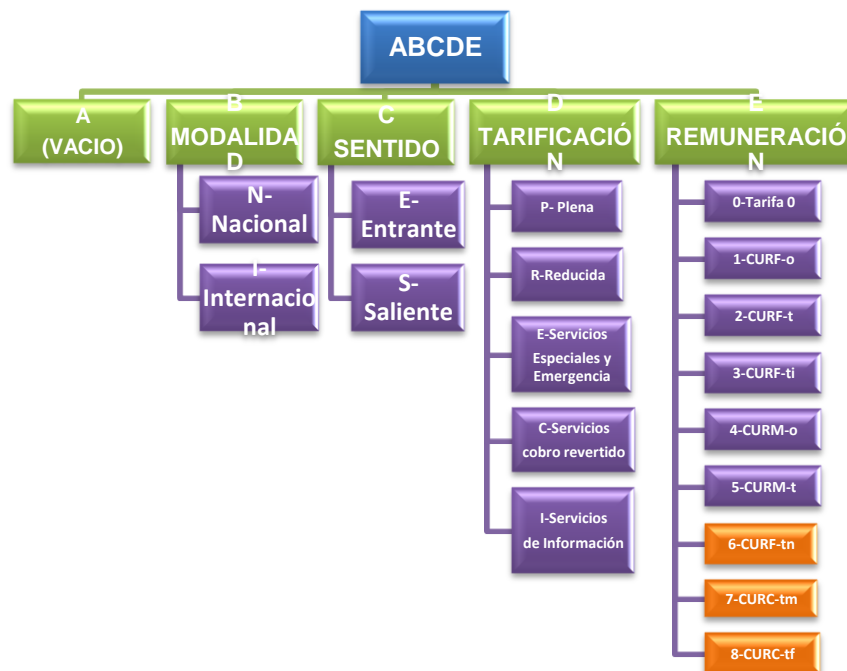 ABCDE
A
(VACIO)
B
MODALIDA
D
N-
Nacional
I-
Internacio
nal
C
SENTIDO
E-
Entrante
S-
Saliente
D
TARIFICACIÓ
N
P- Plena
R-Reducida
E-Servicios
Especiales y
Emergencia
C-Servicios
cobro revertido
I-Servicios
de Información
E
REMUNERACIÓ
N
0-Tarifa 0
1-CURF-o
2-CURF-t
3-CURF-ti
4-CURM-o
5-CURM-t
6-CURF-tn
7-CURC-tm
8-CURC-tf